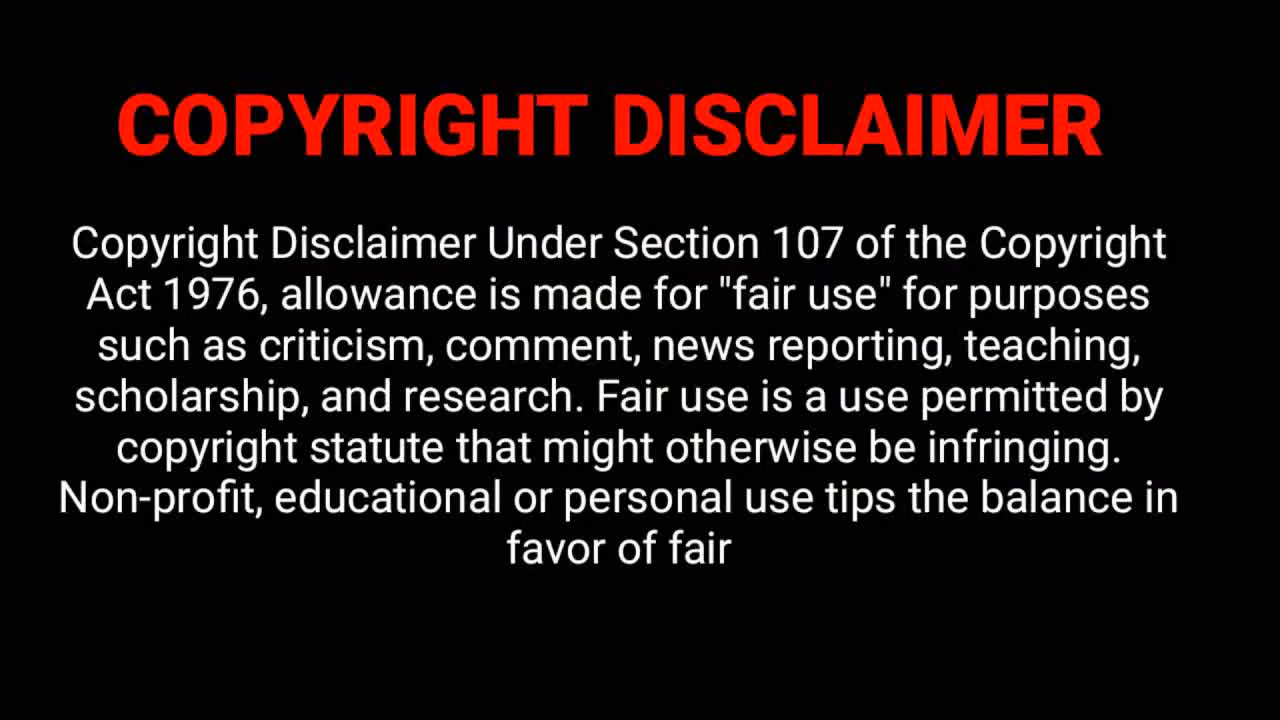 COPYRIGHT DISCLAIMER
Copyright Disclaimer Under Section 107 of the Copyright
Act 1976, allowance is made for "fair use" for purposes
such as criticism, comment, news reporting, teaching,
scholarship, and research. Fair use is a use permitted by
copyright statute that might otherwise be infringing.
Non-profit, educational or personal use tips the balance in
favor of fair